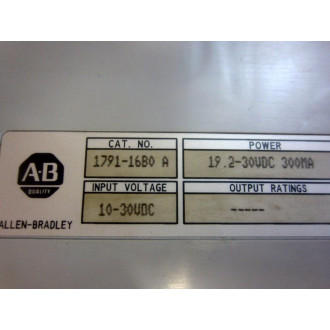 CAT. NO.
POWER
1791-16B0 A
19.2-30VDC 300MA
A-B
QUALITY
INPUT VOLTAGE
OUTPUT RATINGS
10-30VDC
-----
ALLEN-BRADLEY